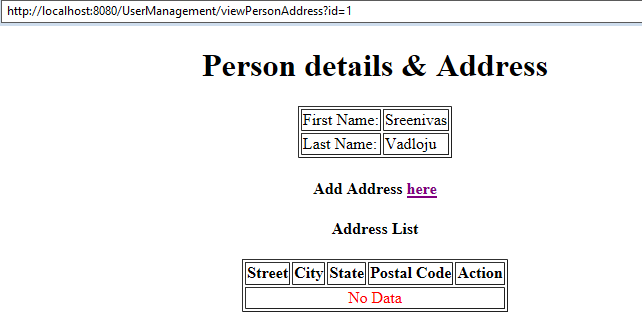 http://localhost:8080/UserManagement/viewPersonAddress?id=1
Person details & Address
First Name: Sreenivas
Last Name: Vadloju
Add Address here
Address List
Street City State Postal Code Action
No Data